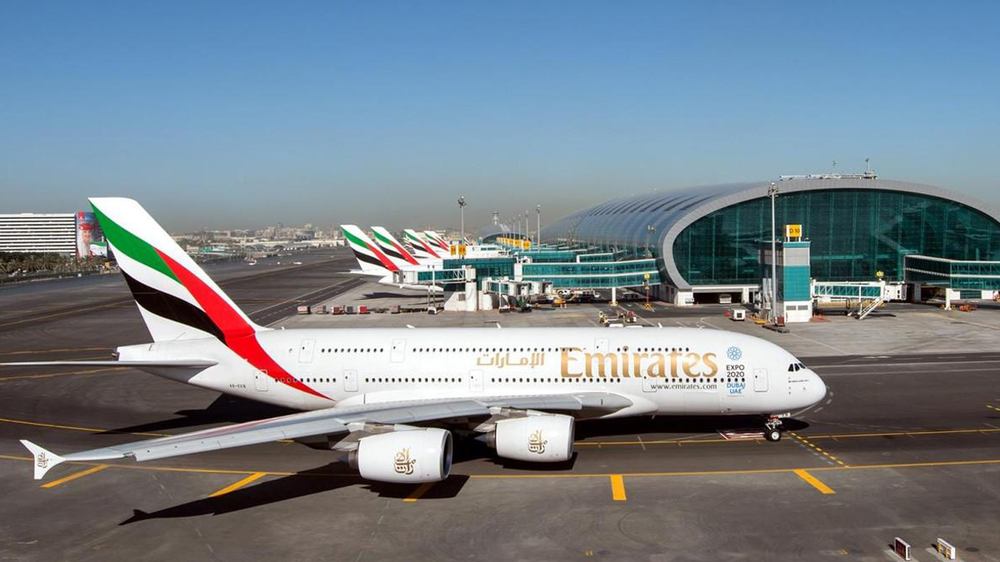 D10
الإمارات Emirates
www.emirates.com
EXPO
2020
DUBAI
UAE